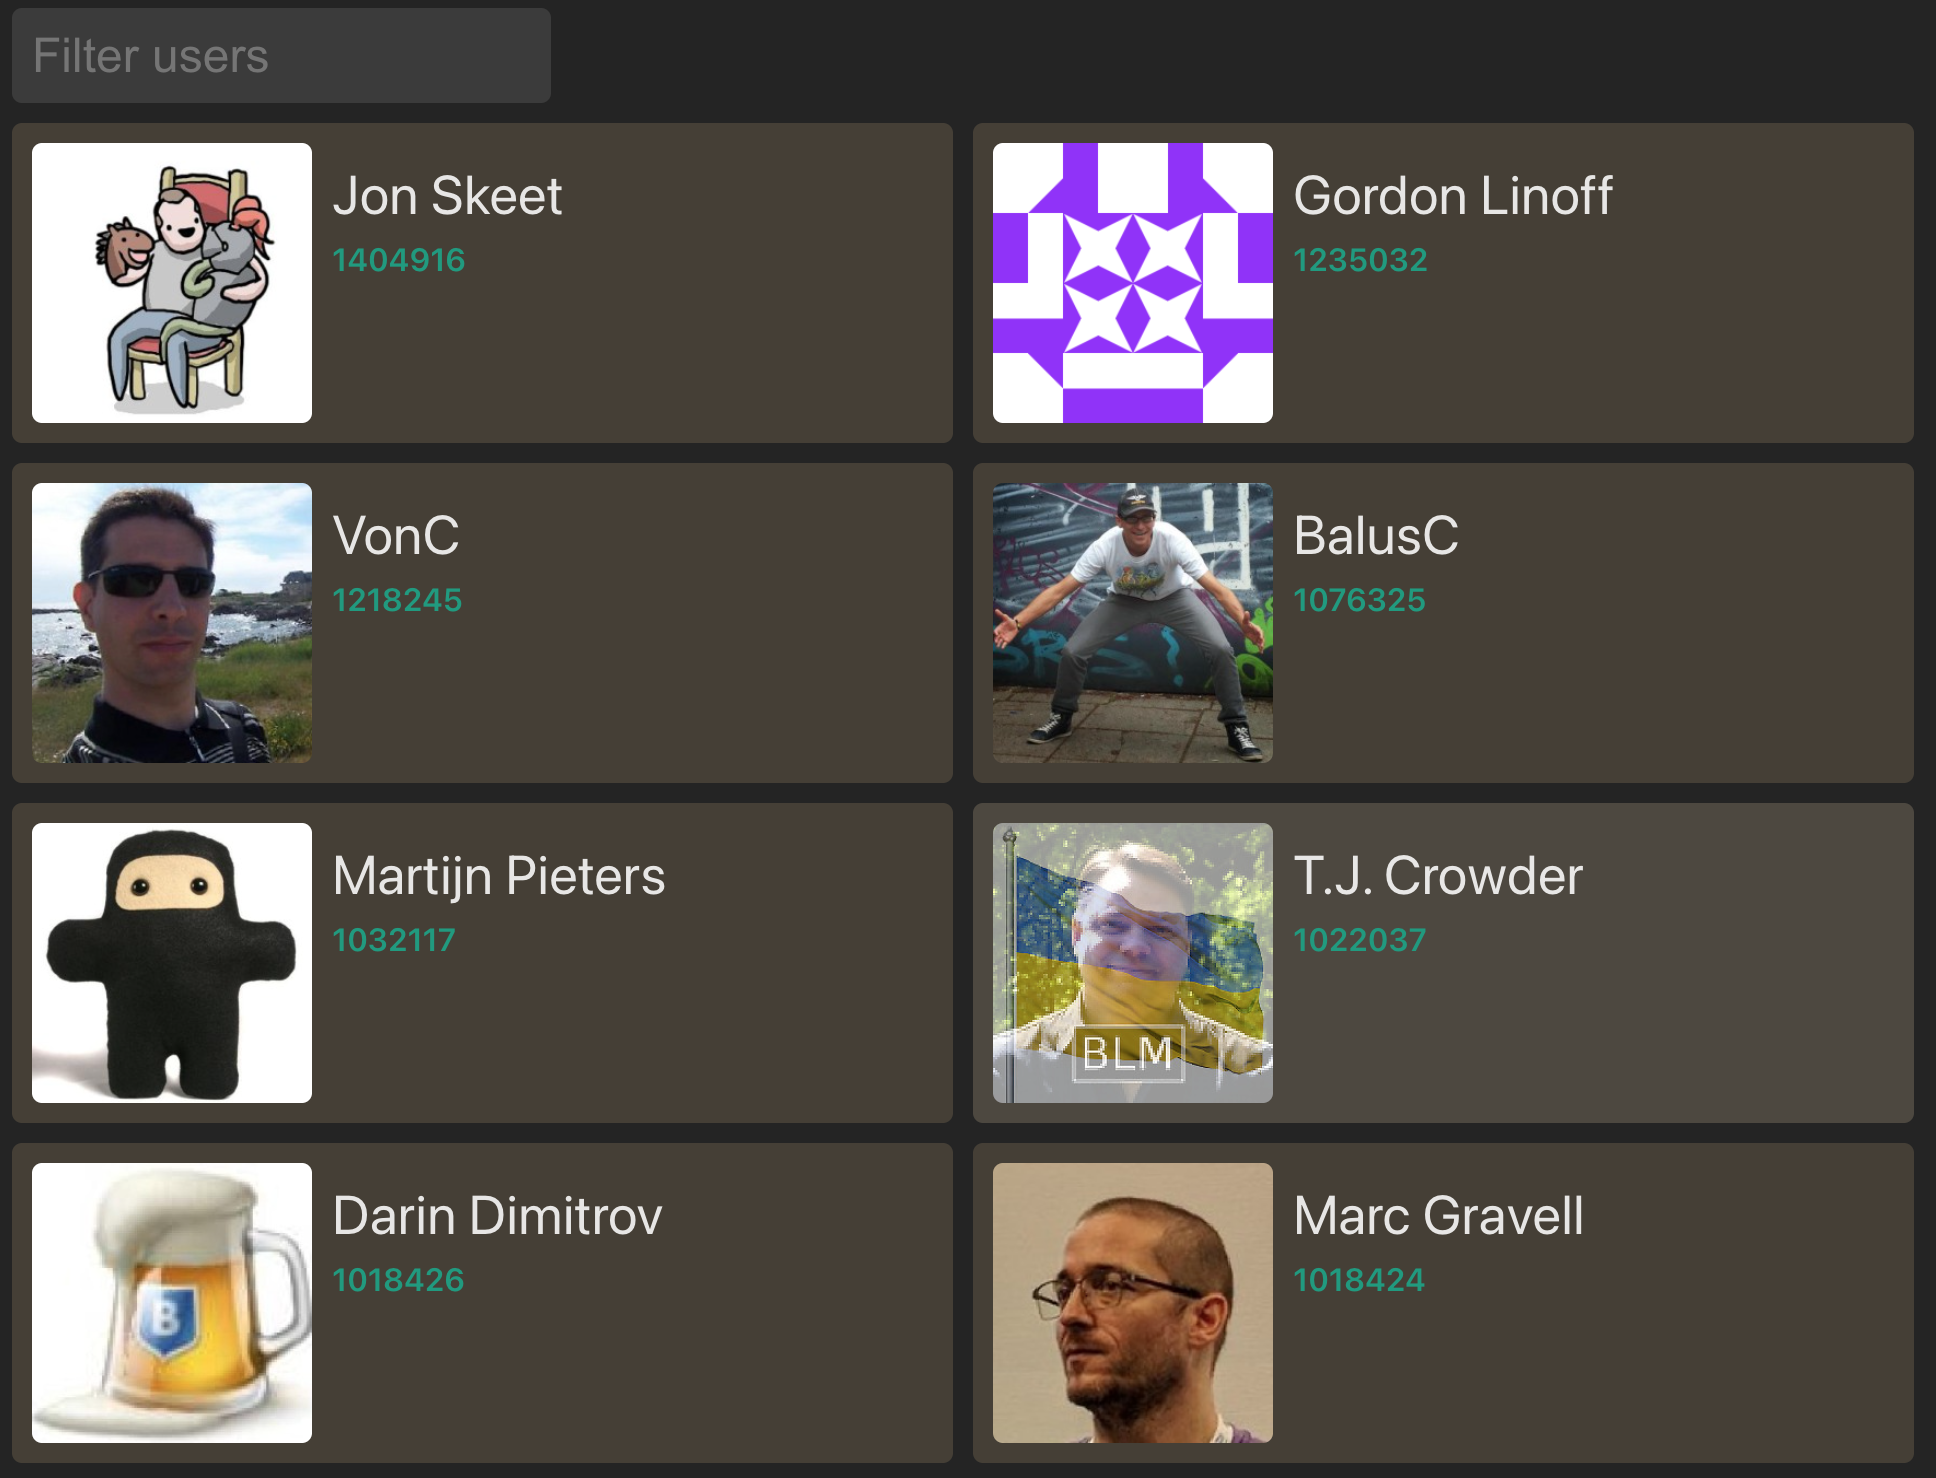 Filter users
Jon Skeet
1404916
Gordon Linoff
1235032
VonC
1218245
BalusC
1076325
Martijn Pieters
1032117
T.J. Crowder
1022037
BLM
Darin Dimitrov
1018426
B
Marc Gravell
1018424